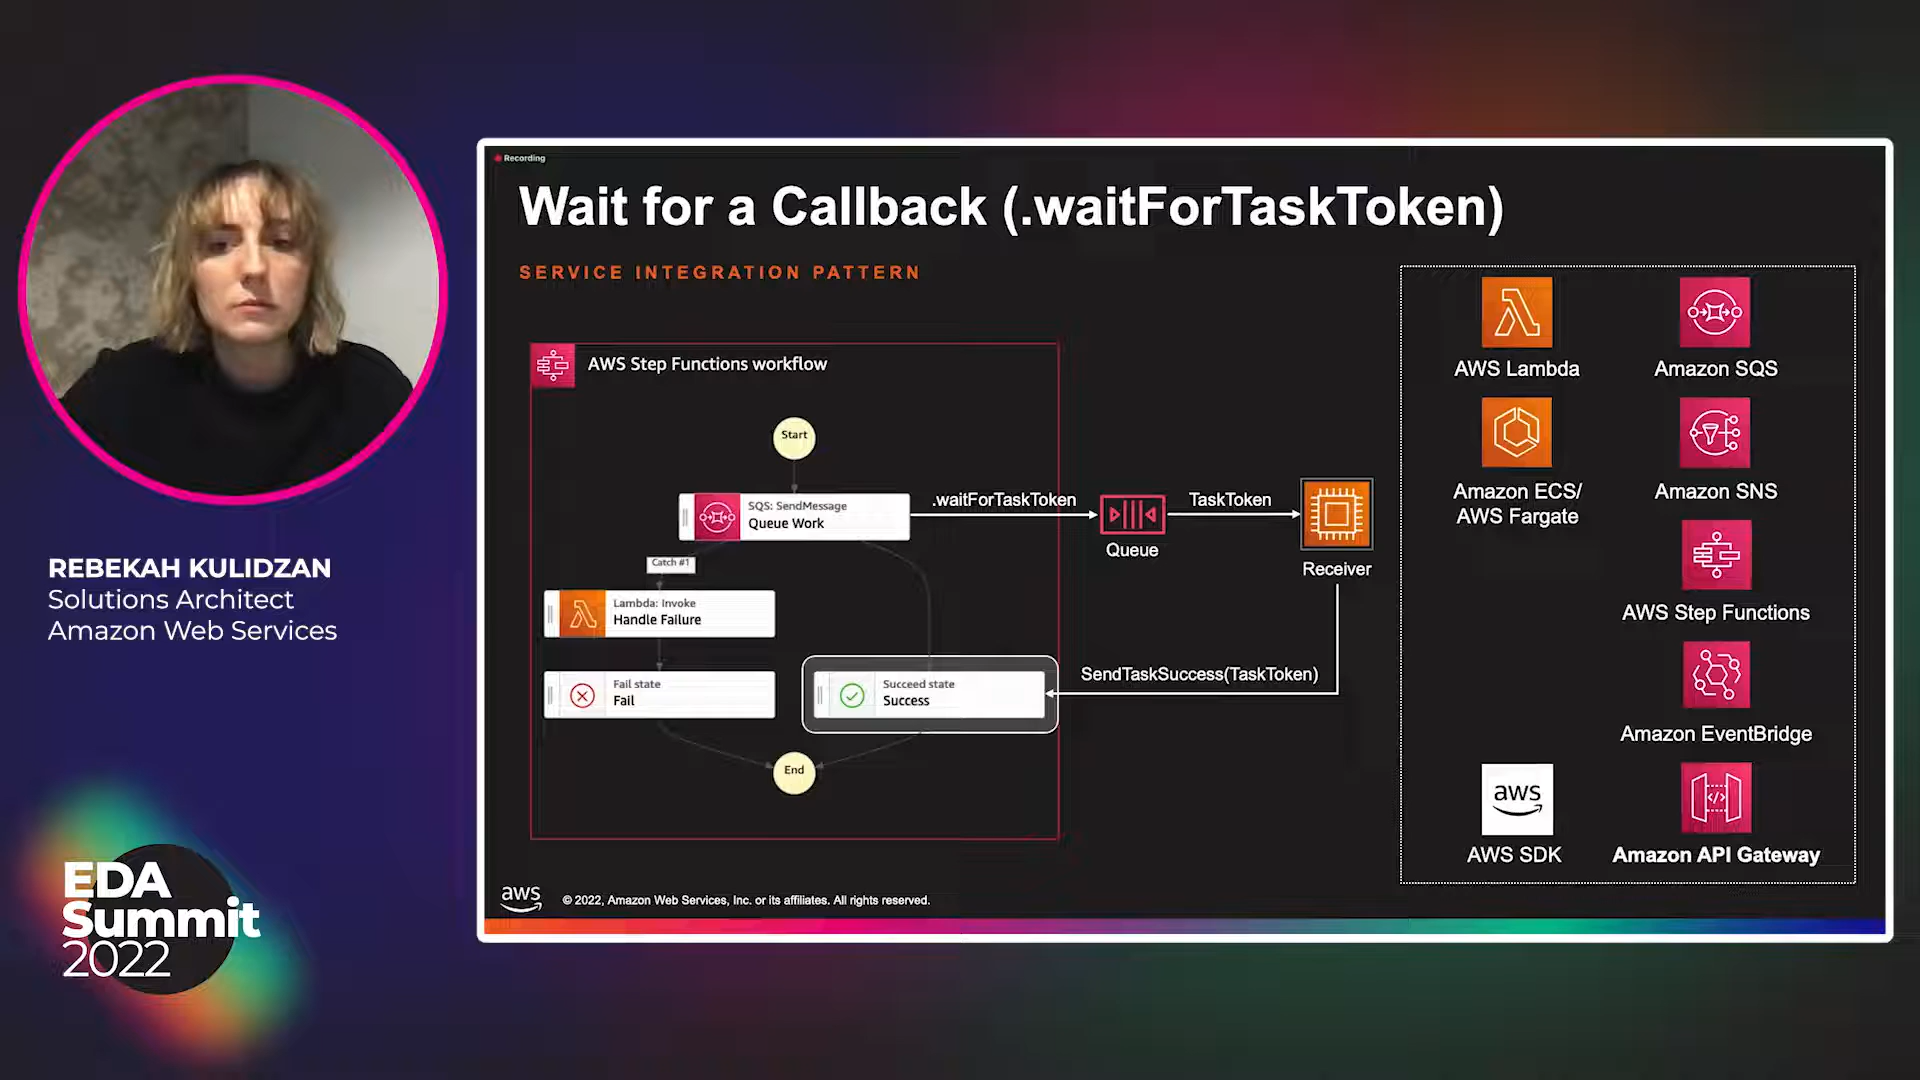 Recording
Wait for a Callback (.waitForTaskToken)
SERVICE INTEGRATION PATTERN
AWS Step Functions workflow
Start
SQS: SendMessage
Queue Work
Catch #1
Lambda: Invoke
Handle Failure
Fail state
Fail
Succeed state
Success
End
.waitForTaskToken
Queue
TaskToken
Receiver
SendTaskSuccess(TaskToken)
AWS Lambda
Amazon SQS
Amazon ECS/
AWS Fargate
Amazon SNS
AWS Step Functions
Amazon EventBridge
aws
AWS SDK
Amazon API Gateway
aws
© 2022, Amazon Web Services, Inc. or its affiliates. All rights reserved.
REBEKAH KULIDZAN
Solutions Architect
Amazon Web Services
EDA
Summit
2022